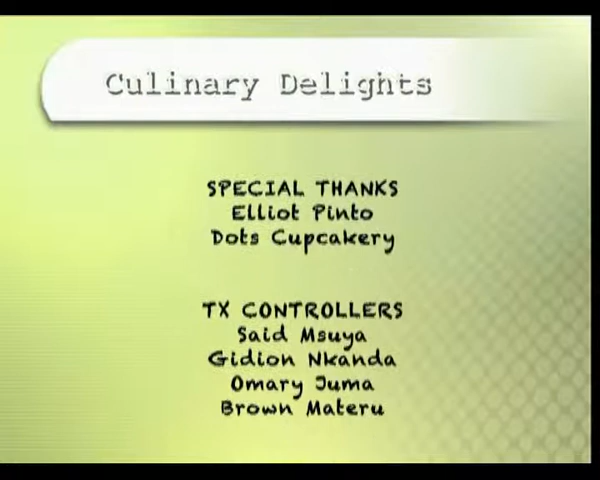 Culinary Delights
SPECIAL THANKS
Elliot Pinto
Dots Cupcakery
TX CONTROLLERS
Said Msuya
Gidion Nkanda
Omary Juma
Brown Materu